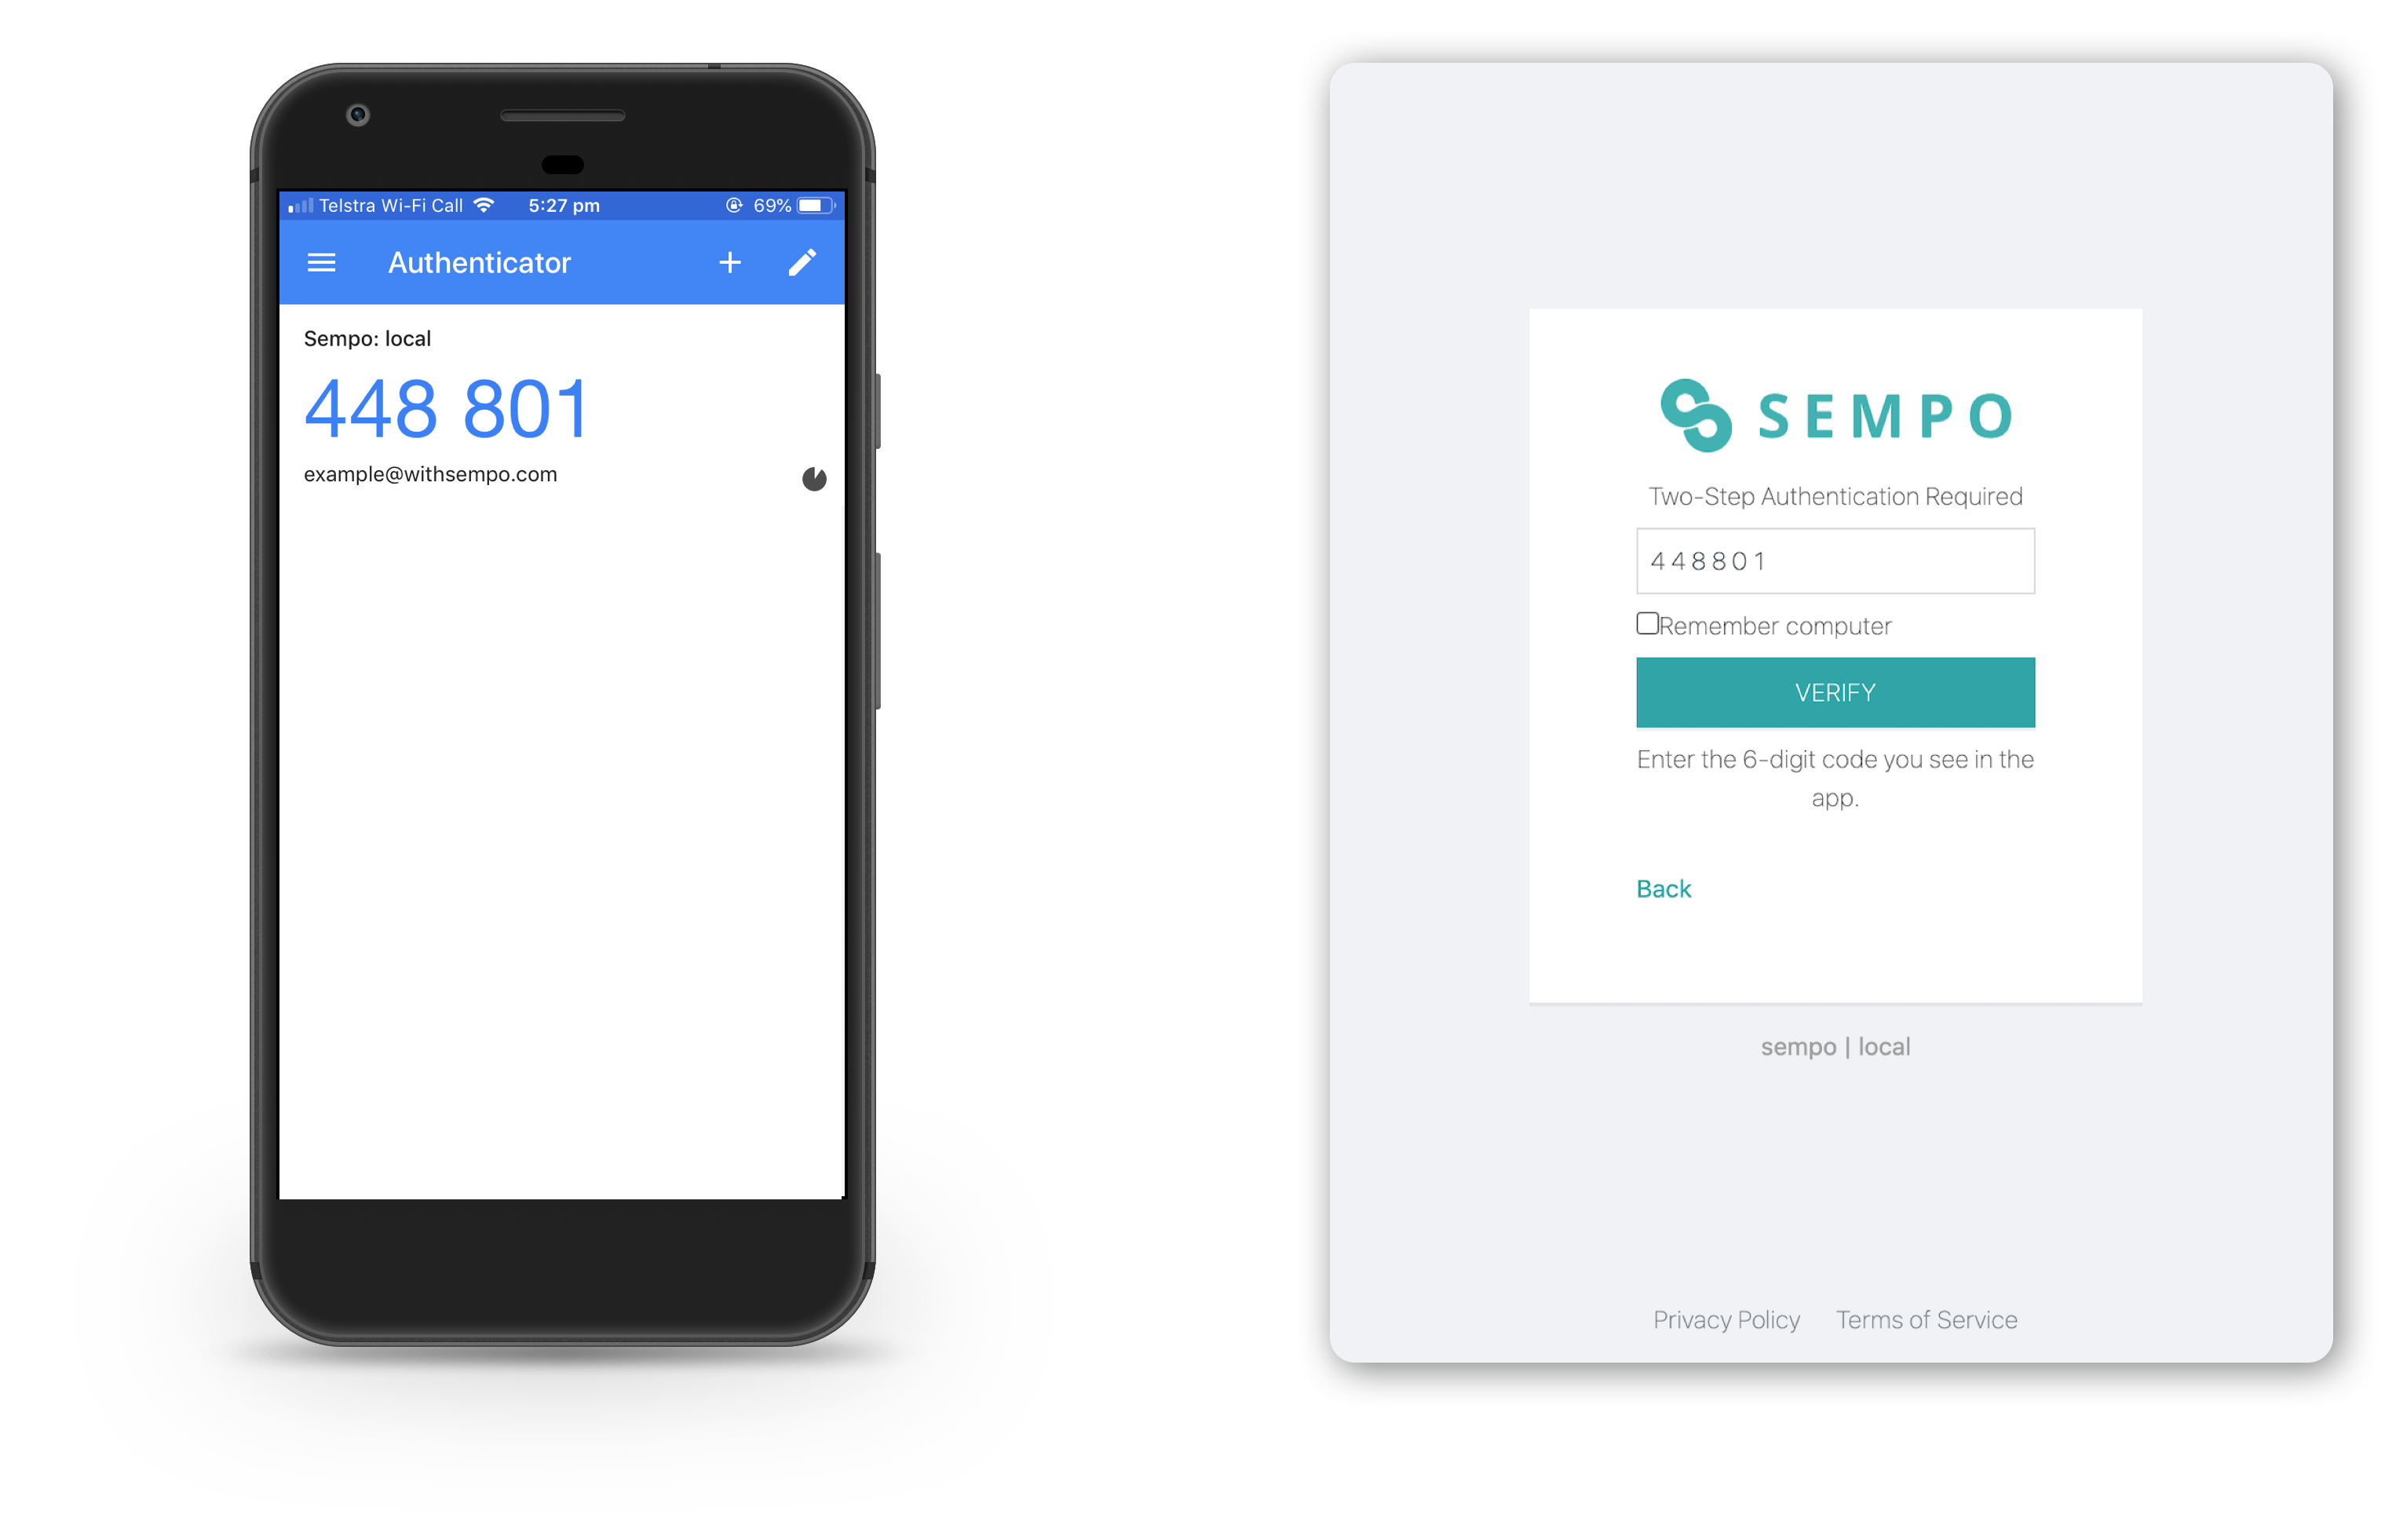 Telstra Wi-Fi Call 5:27 pm 69%
Authenticator
Sempo: local
448 801
example@withsempo.com
SEMPO
Two-Step Authentication Required
448801
Remember computer
VERIFY
Enter the 6-digit code you see in the
app.
Back
sempo | local
Privacy Policy Terms of Service